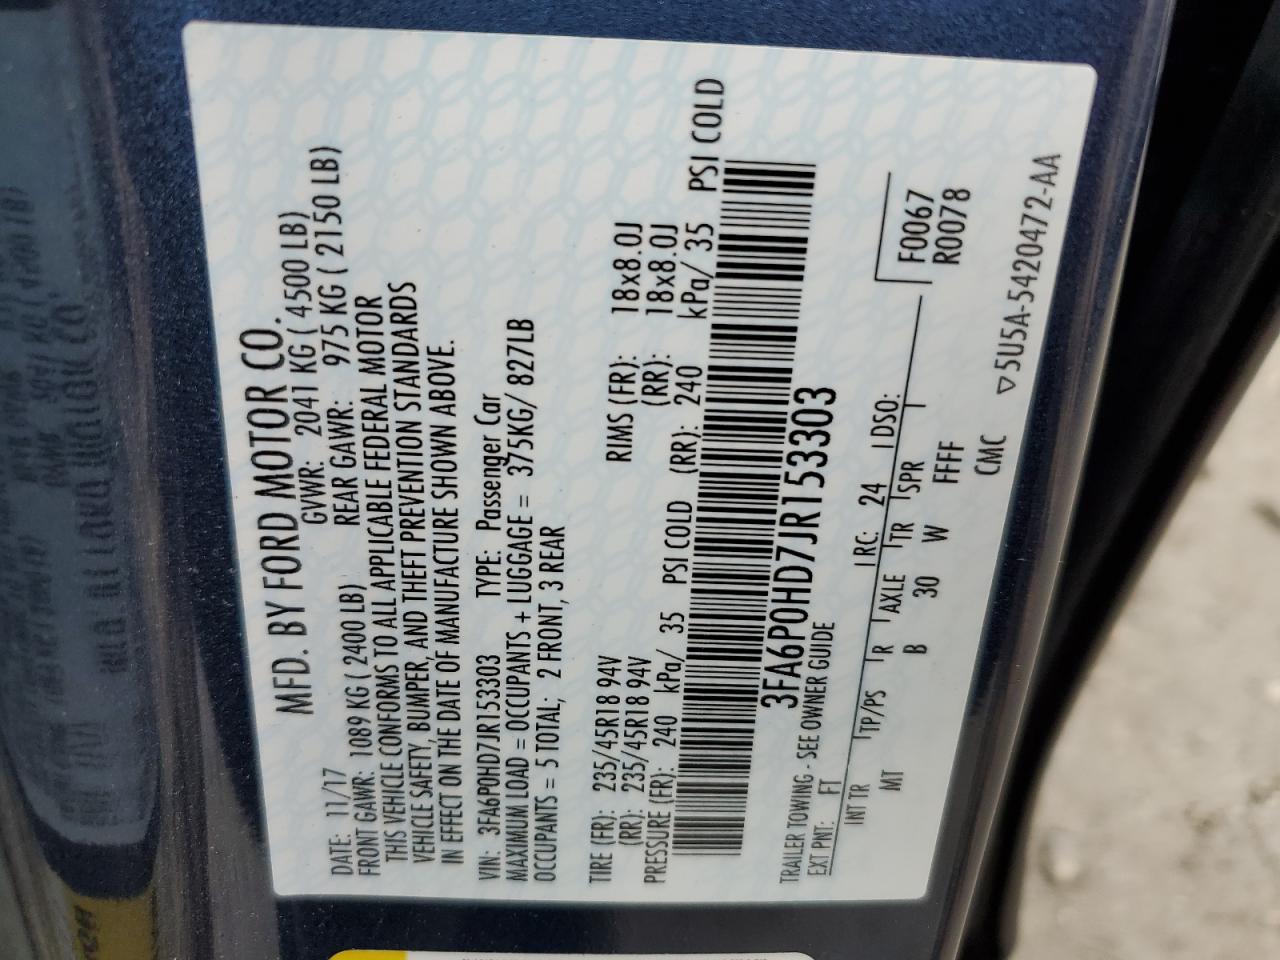 MFD. BY FORD MOTOR CO.
DATE: 11/17 GVWR: 2041 KG ( 4500 LB)
FRONT GAWR: 1089 KG ( 2400 LB) REAR GAWR: 975 KG ( 2150 LB)
THIS VEHICLE CONFORMS TO ALL APPLICABLE FEDERAL MOTOR
VEHICLE SAFETY, BUMPER, AND THEFT PREVENTION STANDARDS
IN EFFECT ON THE DATE OF MANUFACTURE SHOWN ABOVE.
VIN: 3FA6P0HD7JR153303 TYPE: Passenger Car
MAXIMUM LOAD = OCCUPANTS + LUGGAGE = 375KG/ 827LB
OCCUPANTS = 5 TOTAL; 2 FRONT, 3 REAR
TIRE (FR): 235/45R18 94V RIMS (FR): 18x8.0J
(RR): 235/45R18 94V (RR): 18x8.0J
PRESSURE (FR): 240 kPa/ 35 PSI COLD (RR): 240 kPa/ 35 PSI COLD
3FA6P0HD7JR153303
TRAILER TOWING - SEE OWNER GUIDE
EXT PNT: FT RC: 24 DSO: F0067
R0078
INT TR TP/PS R AXLE TR SPR
MT B 30 W FFFF
CMC ▽5U5A-5420472-AA